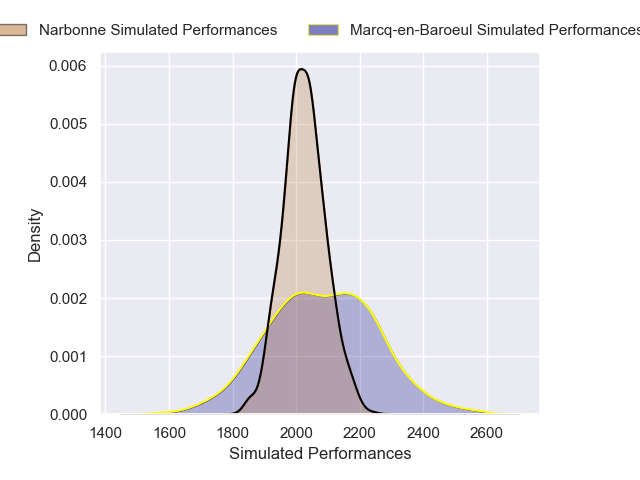 Narbonne Simulated Performances
Marcq-en-Baroeul Simulated Performances
0.006
0.005
0.004
0.003
0.002
0.001
0.000
Density
1400 1600 1800 2000 2200 2400 2600
Simulated Performances